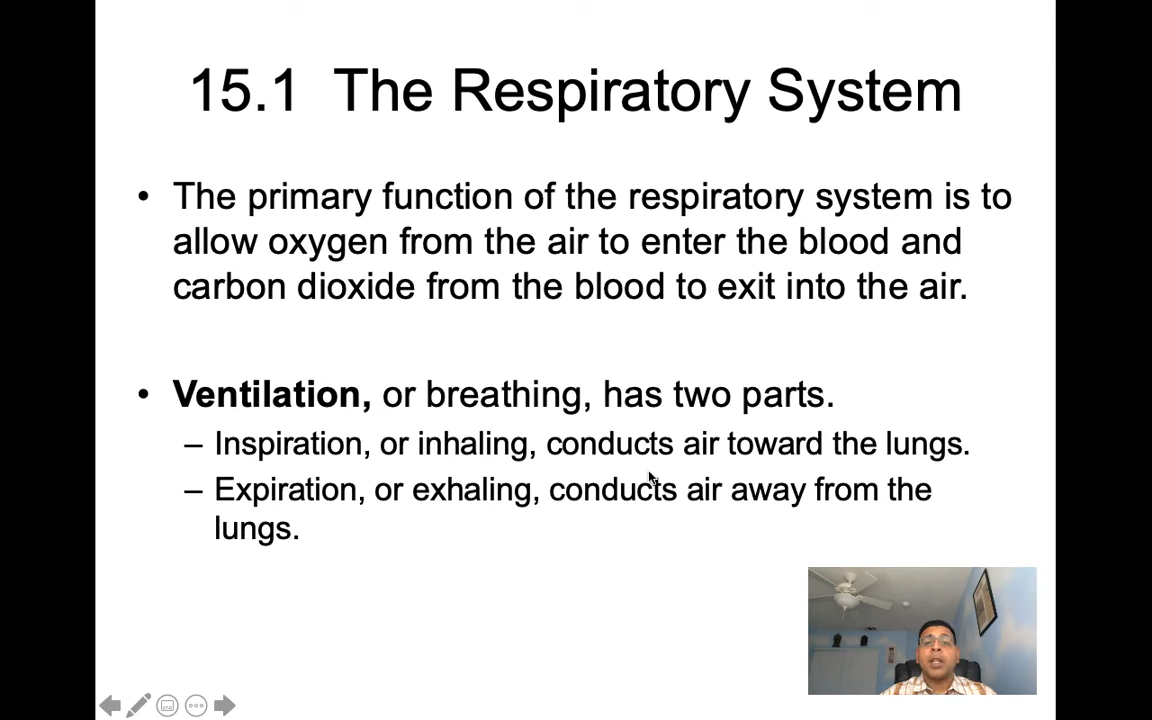 15.1 The Respiratory System
• The primary function of the respiratory system is to
allow oxygen from the air to enter the blood and
carbon dioxide from the blood to exit into the air.
• Ventilation, or breathing, has two parts.
– Inspiration, or inhaling, conducts air toward the lungs.
– Expiration, or exhaling, conducts air away from the
lungs.